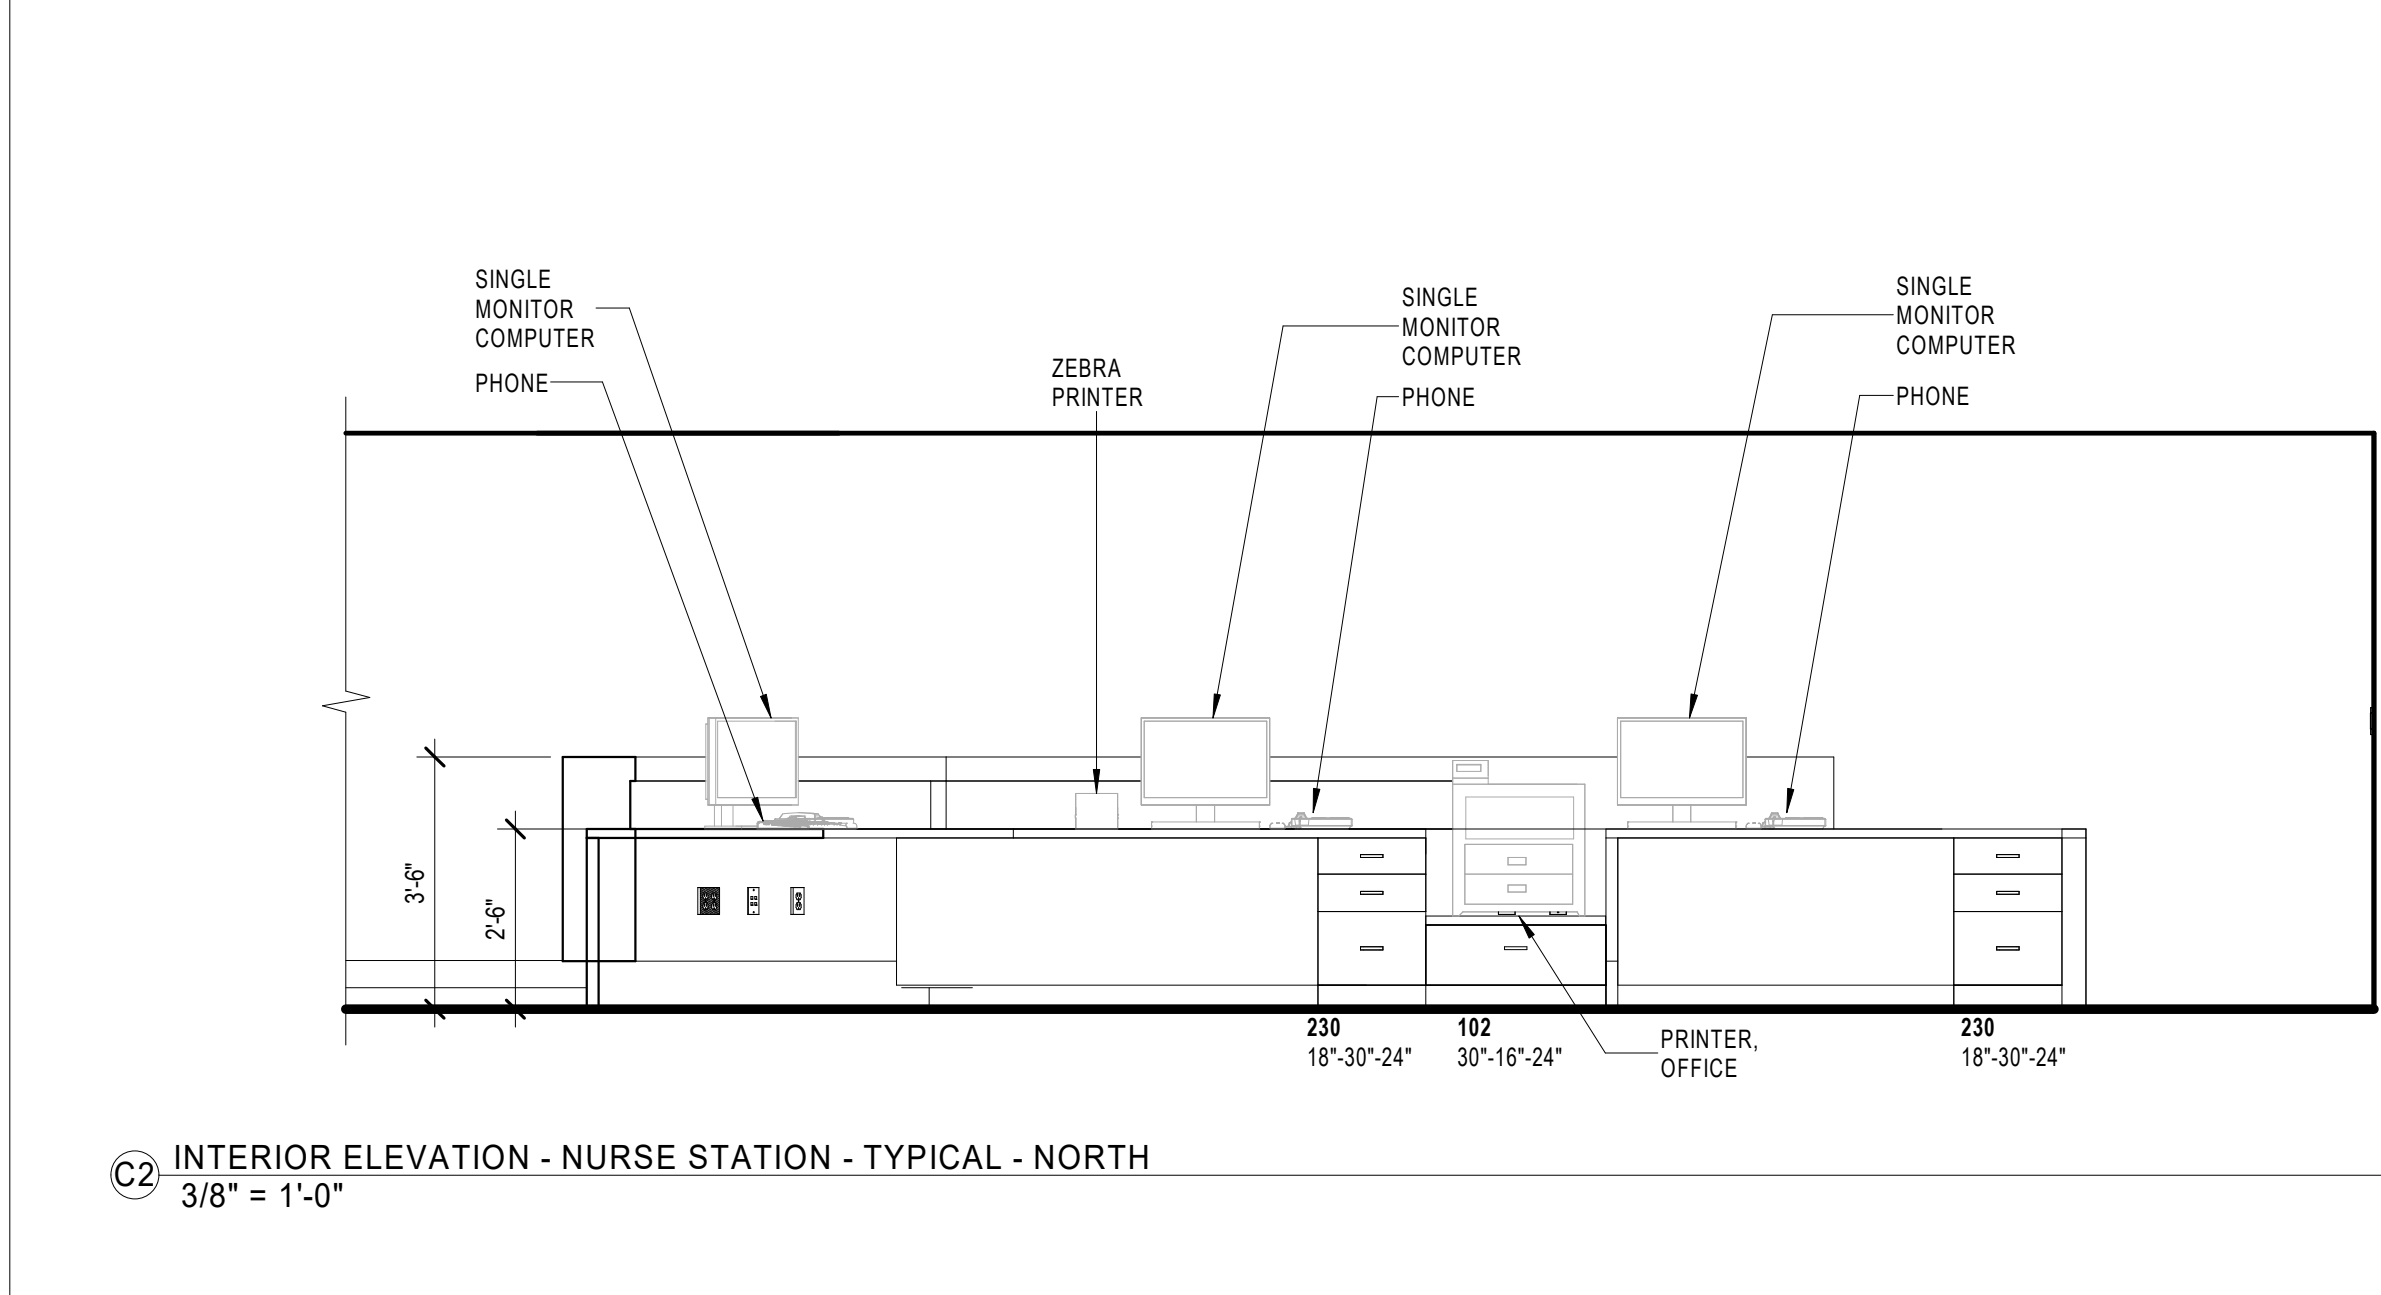 SINGLE
MONITOR
COMPUTER
PHONE
ZEBRA
PRINTER
SINGLE
MONITOR
COMPUTER
PHONE
SINGLE
MONITOR
COMPUTER
PHONE
3'-6"
2'-6"
230
18"-30"-24"
102
30"-16"-24"
PRINTER,
OFFICE
230
18"-30"-24"
C2
INTERIOR ELEVATION - NURSE STATION - TYPICAL - NORTH
3/8" = 1'-0"